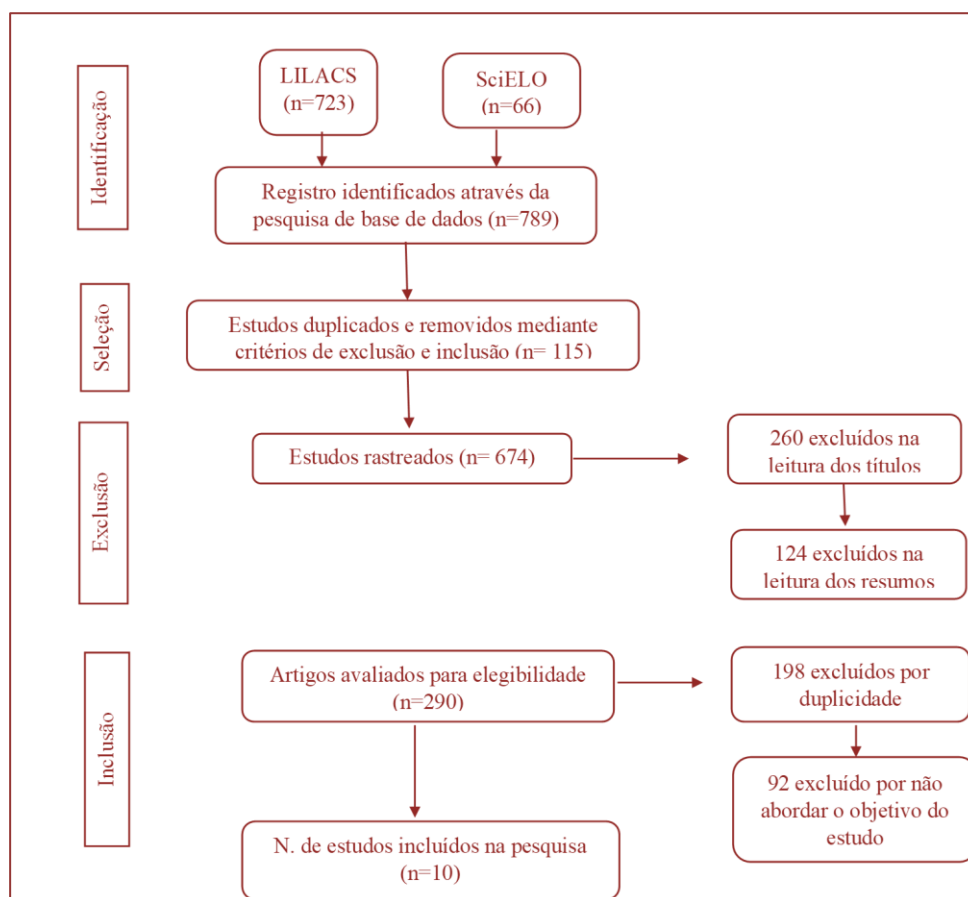 Identificação
LILACS
(n=723)
SciELO
(n=66)
Registro identificados através da
pesquisa de base de dados (n=789)
Seleção
Estudos duplicados e removidos mediante
critérios de exclusão e inclusão (n= 115)
Exclusão
Estudos rastreados (n= 674)
260 excluídos na
leitura dos títulos
124 excluídos na
leitura dos resumos
Inclusão
Artigos avaliados para elegibilidade
(n=290)
198 excluídos por
duplicidade
92 excluído por não
abordar o objetivo do
estudo
N. de estudos incluídos na pesquisa
(n=10)